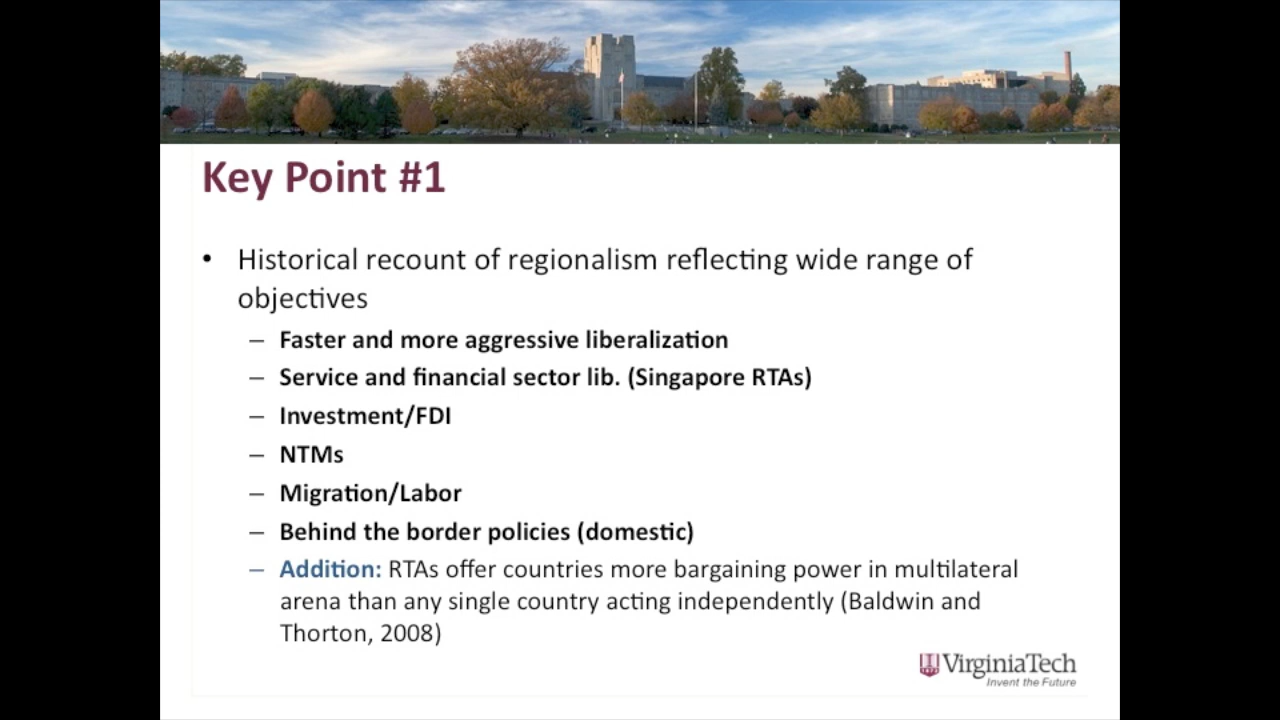 Key Point #1
• Historical recount of regionalism reflecting wide range of
objectives
– Faster and more aggressive liberalization
– Service and financial sector lib. (Singapore RTAs)
– Investment/FDI
– NTMs
– Migration/Labor
– Behind the border policies (domestic)
– Addition: RTAs offer countries more bargaining power in multilateral
arena than any single country acting independently (Baldwin and
Thorton, 2008)
VirginiaTech
Invent the Future